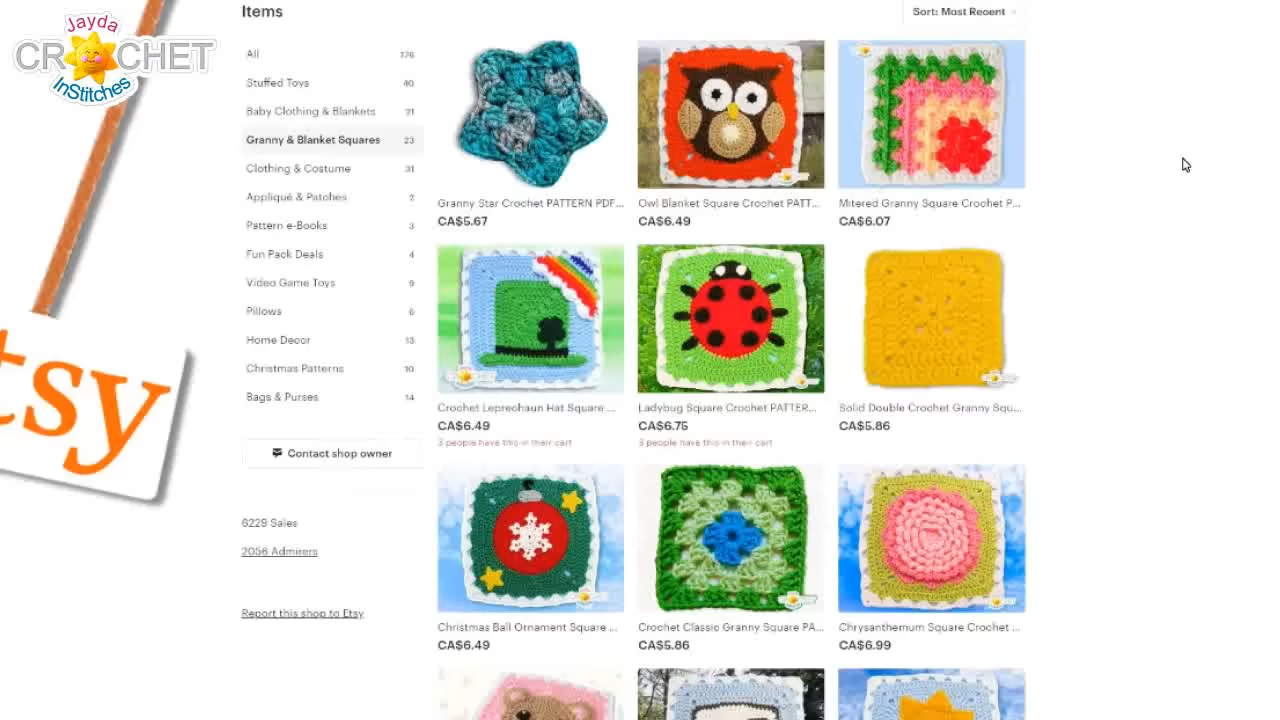 Jayda
CROCHET
InStitches
tsy
Items
Sort: Most Recent
All 176
Stuffed Toys 40
Baby Clothing & Blankets 21
Granny & Blanket Squares 23
Clothing & Costume 31
Appliqué & Patches 2
Pattern e-Books 3
Fun Pack Deals 4
Video Game Toys 9
Pillows 6
Home Decor 13
Christmas Patterns 10
Bags & Purses 14
Contact shop owner
6229 Sales
2056 Admirers
Report this shop to Etsy
Granny Star Crochet PATTERN PDF...
CA$5.67
Owl Blanket Square Crochet PATT...
CA$6.49
Mitered Granny Square Crochet P...
CA$6.07
Crochet Leprechaun Hat Square ...
CA$6.49
3 people have this in their cart
Ladybug Square Crochet PATTER...
CA$6.75
3 people have this in their cart
Solid Double Crochet Granny Squ...
CA$5.86
Christmas Ball Ornament Square ...
CA$6.49
Crochet Classic Granny Square PA...
CA$5.86
Chrysanthemum Square Crochet ...
CA$6.99